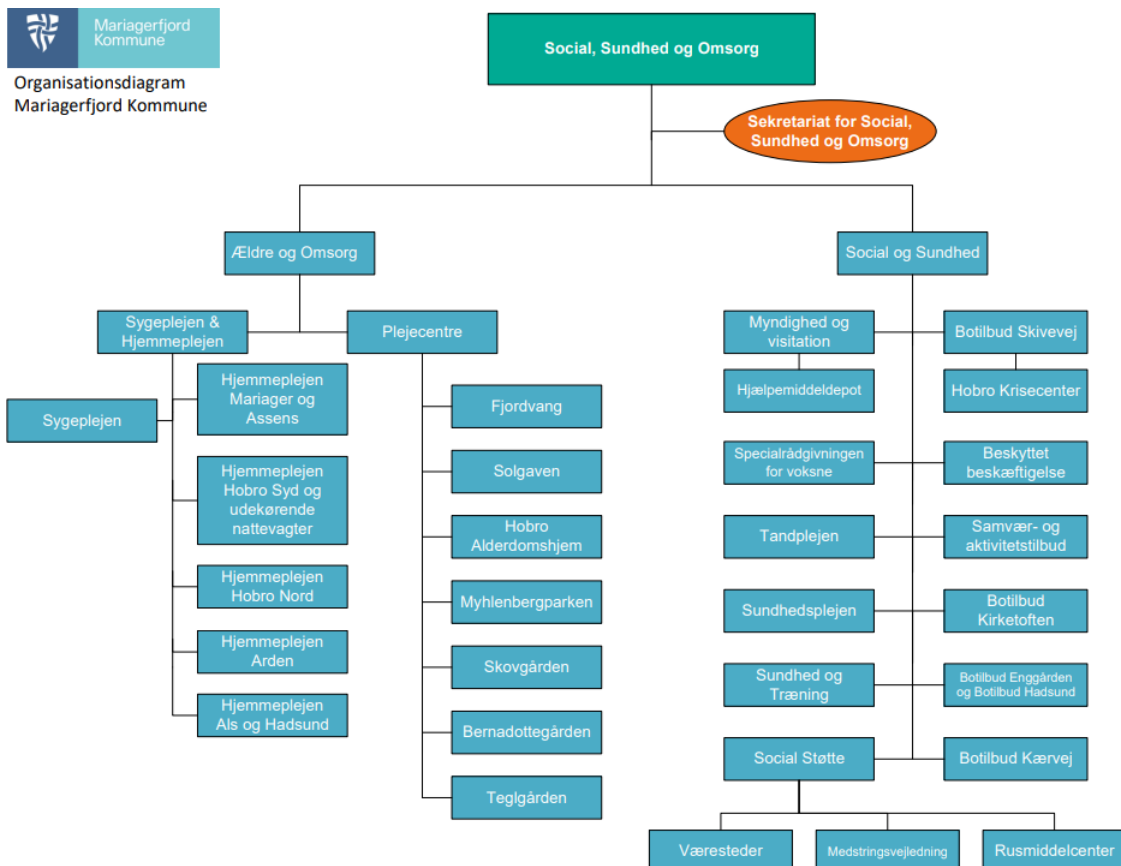 Mariagerfjord
Kommune
Organisationsdiagram
Mariagerfjord Kommune
Social, Sundhed og Omsorg
Sekretariat for Social,
Sundhed og Omsorg
Ældre og Omsorg
Social og Sundhed
Sygeplejen &
Hjemmeplejen
Plejecentre
Sygeplejen
Hjemmeplejen
Mariager og
Assens
Hjemmeplejen
Hobro Syd og
udekørende
nattevagter
Hjemmeplejen
Hobro Nord
Hjemmeplejen
Arden
Hjemmeplejen
Als og Hadsund
Fjordvang
Solgaven
Hobro
Alderdomshjem
Myhlenbergparken
Skovgården
Bernadottegården
Teglgården
Myndighed og
visitation
Botilbud Skivevej
Hjælpemiddeldepot
Hobro Krisecenter
Specialrådgivningen
for voksne
Beskyttet
beskæftigelse
Tandplejen
Samvær- og
aktivitetstilbud
Sundhedsplejen
Botilbud
Kirketoften
Sundhed og
Træning
Botilbud Enggården
og Botilbud Hadsund
Social Støtte
Botilbud Kærvej
Væresteder
Medstringsvejledning
Rusmiddelcenter